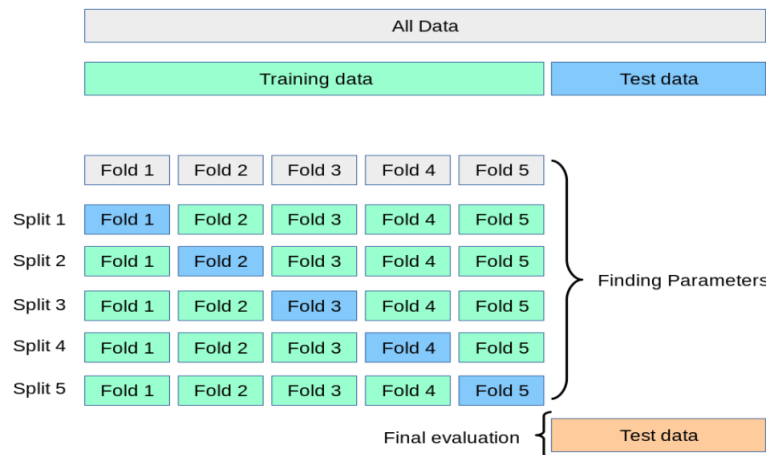 All Data
Training data Test data
Fold 1 Fold 2 Fold 3 Fold 4 Fold 5
Split 1 Fold 1 Fold 2 Fold 3 Fold 4 Fold 5
Split 2 Fold 1 Fold 2 Fold 3 Fold 4 Fold 5
Finding Parameters
Split 3 Fold 1 Fold 2 Fold 3 Fold 4 Fold 5
Split 4 Fold 1 Fold 2 Fold 3 Fold 4 Fold 5
Split 5 Fold 1 Fold 2 Fold 3 Fold 4 Fold 5
Final evaluation Test data